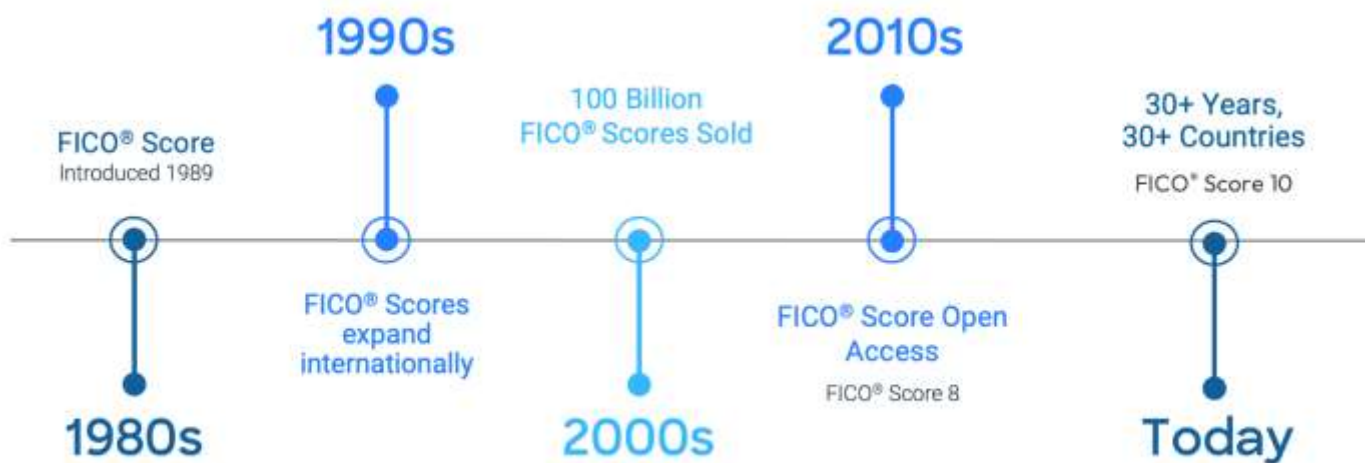 1980s
FICO® Score
Introduced 1989
1990s
FICO® Scores
expand
internationally
2000s
100 Billion
FICO® Scores Sold
2010s
FICO® Score Open
Access
FICO® Score 8
Today
30+ Years,
30+ Countries
FICO® Score 10